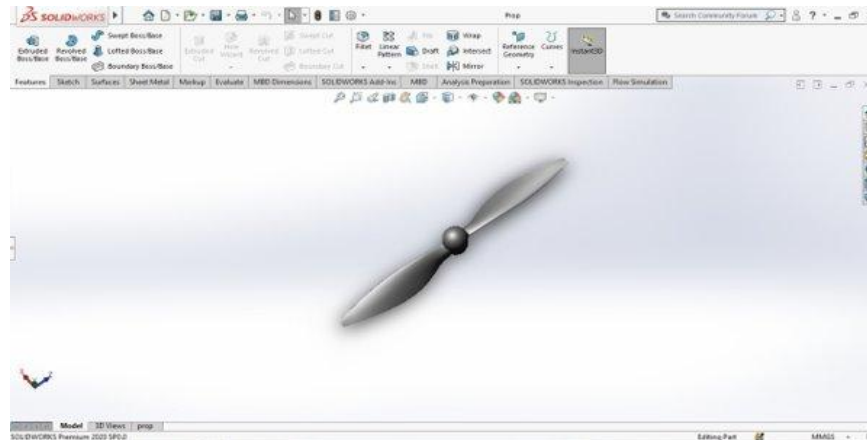 SOLIDWORKS
Prop
Search Community Forum
Extruded Boss/Base
Revolved Boss/Base
Swept Boss/Base
Lofted Boss/Base
Boundary Boss/Base
Extruded Cut
Hole Wizard
Revolved Cut
Swept Cut
Lofted Cut
Boundary Cut
Fillet
Linear Pattern
Rib
Draft
Shell
Wrap
Intersect
Mirror
Reference Geometry
Curves
Instant3D
Features Sketch Surfaces Sheet Metal Markup Evaluate MBD Dimensions SOLIDWORKS Add-Ins MBD Analysis Preparation SOLIDWORKS Inspection Flow Simulation
Model 3D Views prop
SOLIDWORKS Premium 2020 SP0.0 Editing Part MMGS